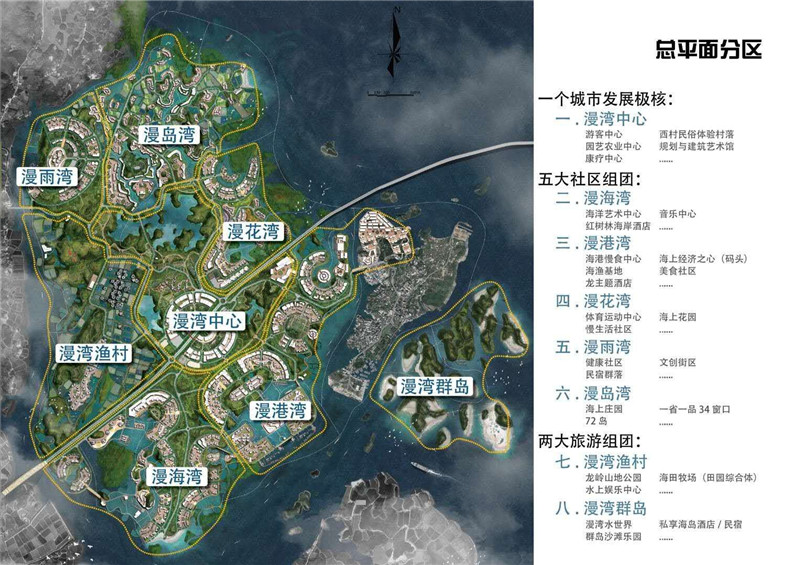 总平面分区
一个城市发展极核：
一．漫湾中心
游客中心 西村民俗体验村落
园艺农业中心 规划与建筑艺术馆
康疗中心 ......
五大社区组团：
二．漫海湾
海洋艺术中心 音乐中心
红树林海岸酒店 ......
三．漫港湾
海港慢食中心 海上经济之心（码头）
海渔基地 美食社区
龙主题酒店 ......
四．漫花湾
体育运动中心 海上花园
慢生活社区 ......
五．漫雨湾
健康社区 文创街区
民宿群落 ......
六．漫岛湾
海上庄园 一省一品 34 窗口
72 岛 ......
两大旅游组团：
七．漫湾渔村
龙岭山地公园 海田牧场（田园综合体）
水上娱乐中心 ......
八．漫湾群岛
漫湾水世界 私享海岛酒店 / 民宿
群岛沙滩乐园 ......
N
漫岛湾
漫雨湾
漫花湾
漫湾中心
漫湾渔村
漫湾群岛
漫港湾
漫海湾